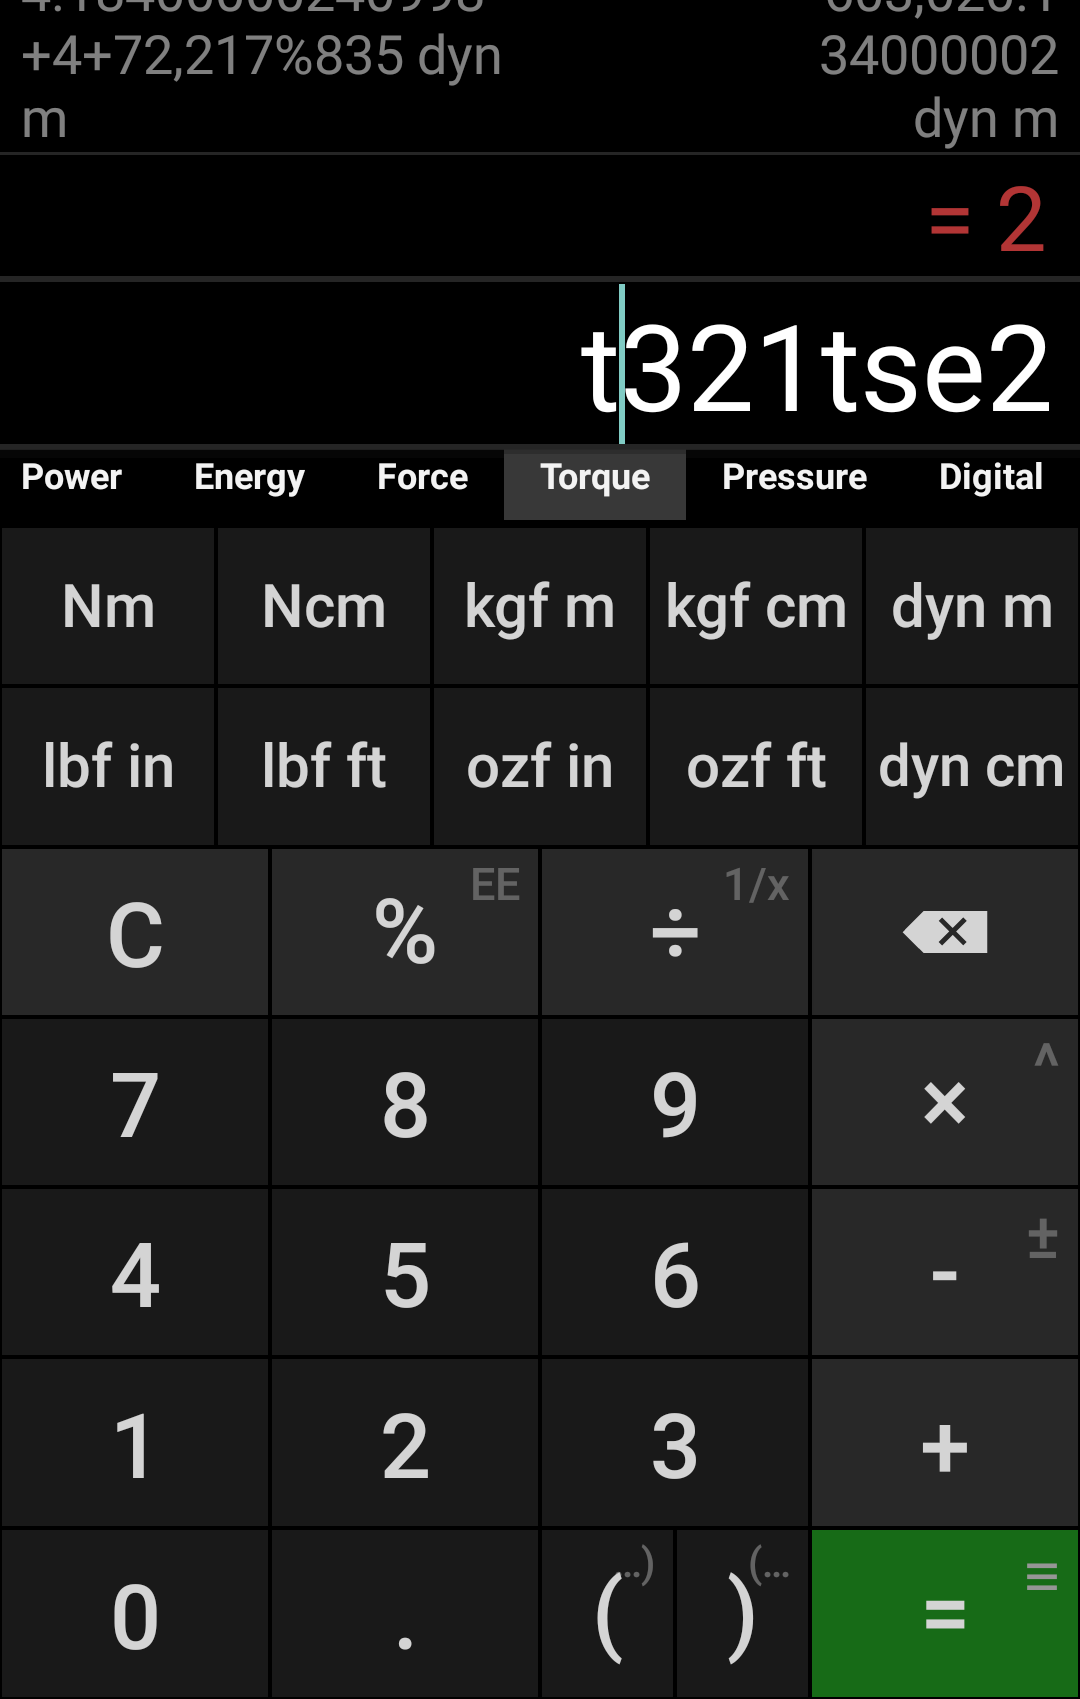 +4+72,217%835 dyn m
34000002 dyn m
= 2
t321tse2
Power Energy Force Torque Pressure Digital
Nm Ncm kgf m kgf cm dyn m
lbf in lbf ft ozf in ozf ft dyn cm
C % EE ÷ 1/x
7 8 9 × ^
4 5 6 - ±
1 2 3 +
0 . ( ..) ) (... = ≡